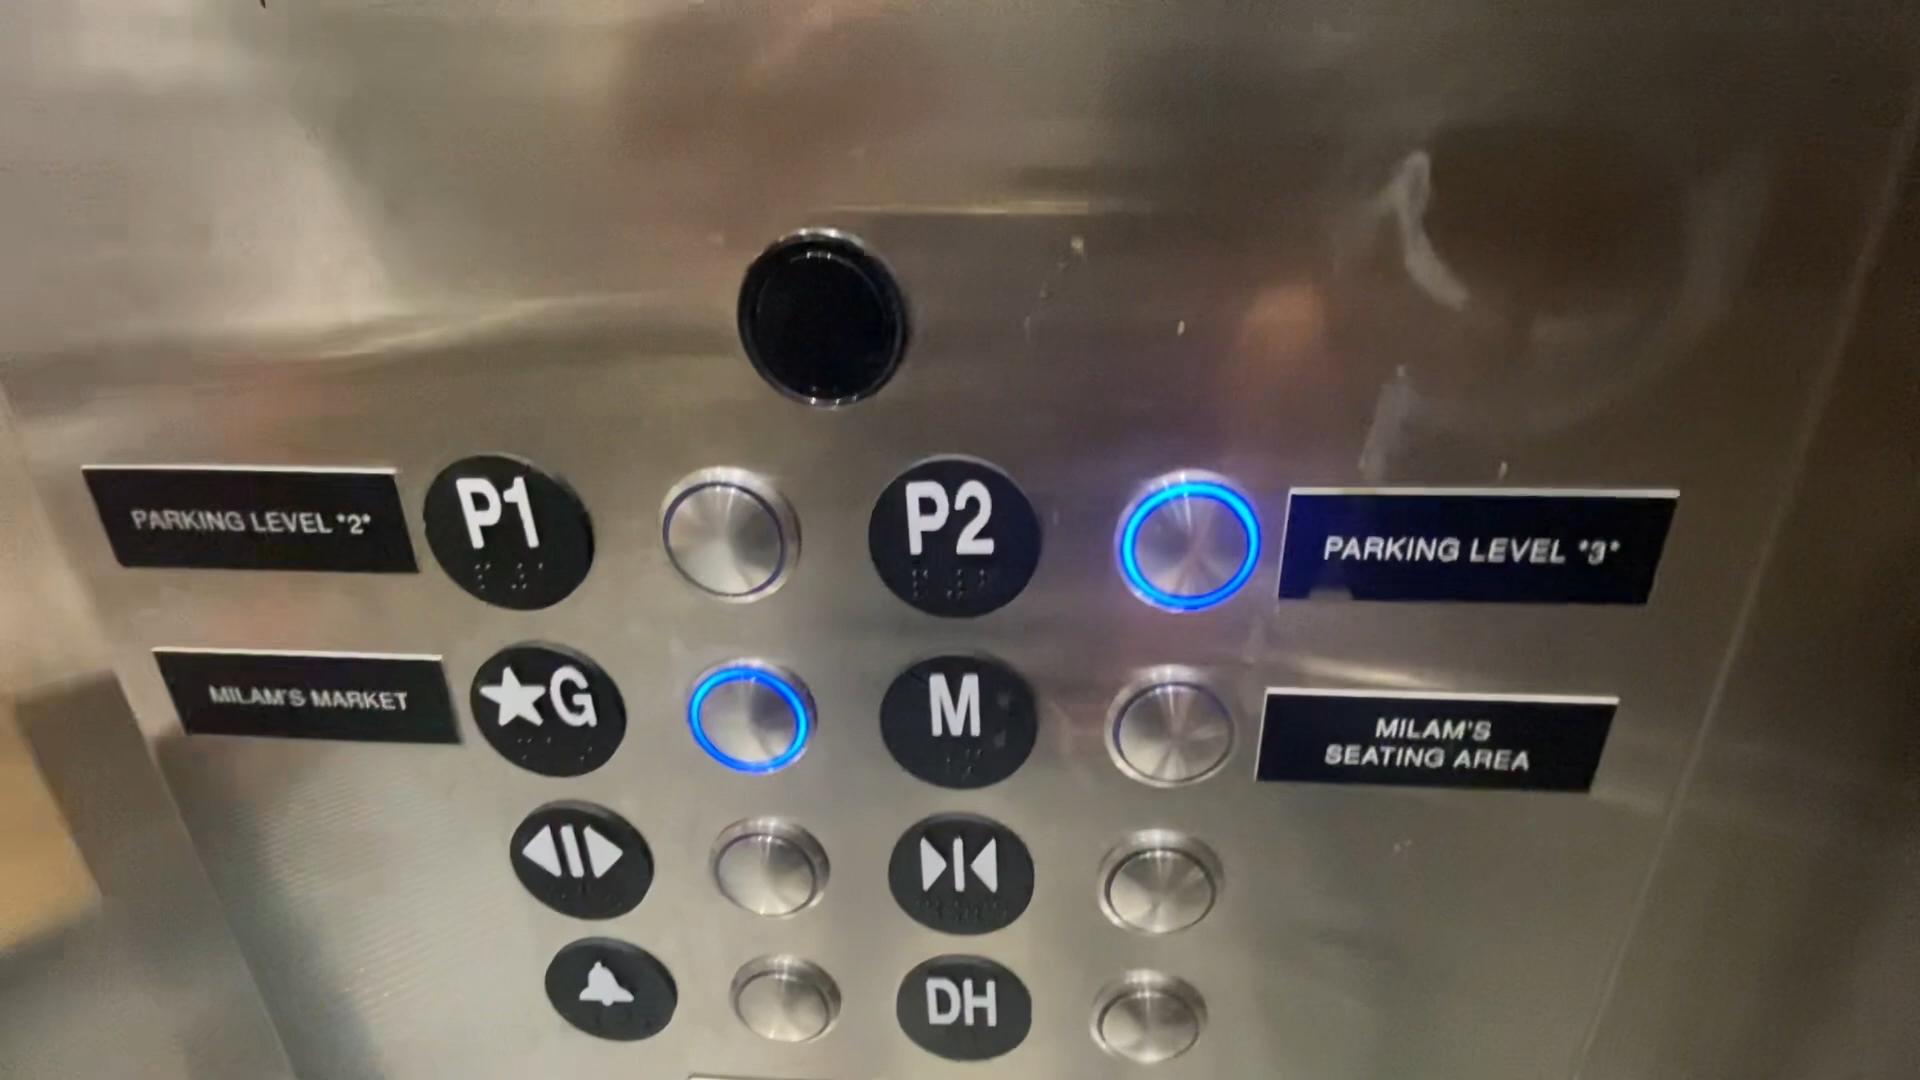 PARKING LEVEL "2"
P1
P2
PARKING LEVEL "3"
MILAM'S MARKET
★G
M
MILAM'S
SEATING AREA
DH